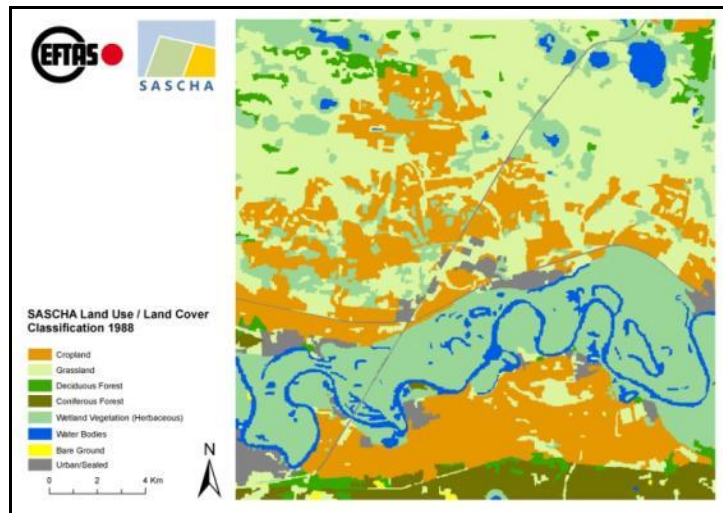 EFTAS
SASCHA
SASCHA Land Use / Land Cover
Classification 1988
Cropland
Grassland
Deciduous Forest
Coniferous Forest
Wetland Vegetation (Herbaceous)
Water Bodies
Bare Ground
Urban/Sealed
0 2 4 Km
N